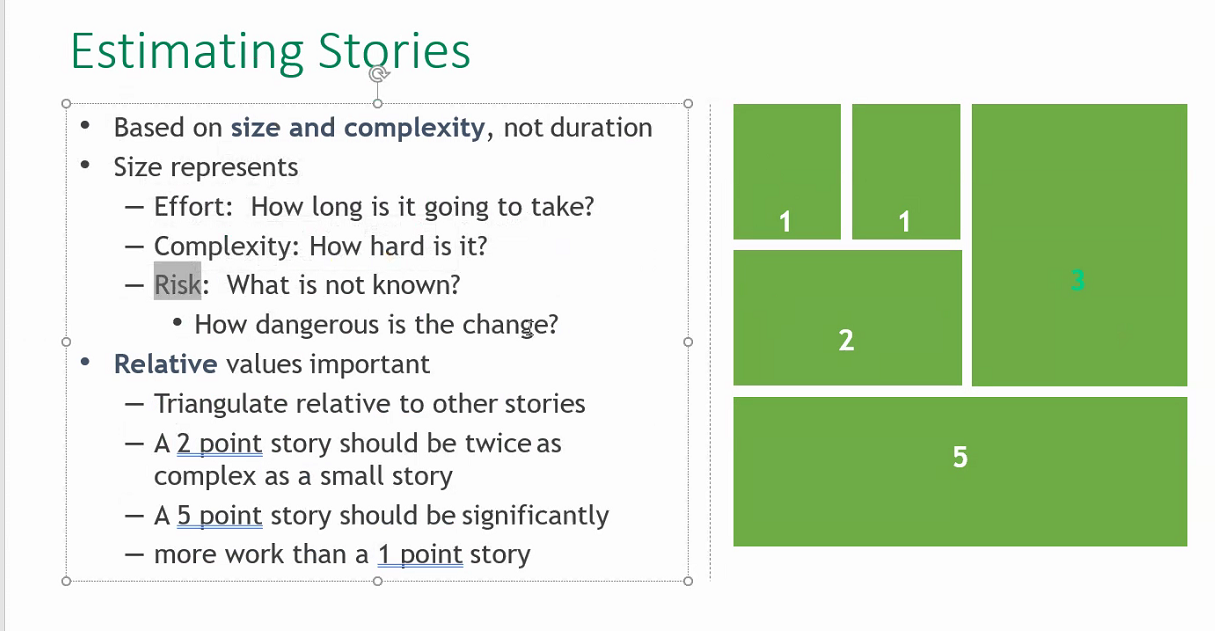 Estimating Stories
• Based on size and complexity, not duration
• Size represents
– Effort: How long is it going to take?
– Complexity: How hard is it?
– Risk: What is not known?
• How dangerous is the change?
• Relative values important
– Triangulate relative to other stories
– A 2 point story should be twice as
complex as a small story
– A 5 point story should be significantly
– more work than a 1 point story
1
1
3
2
5